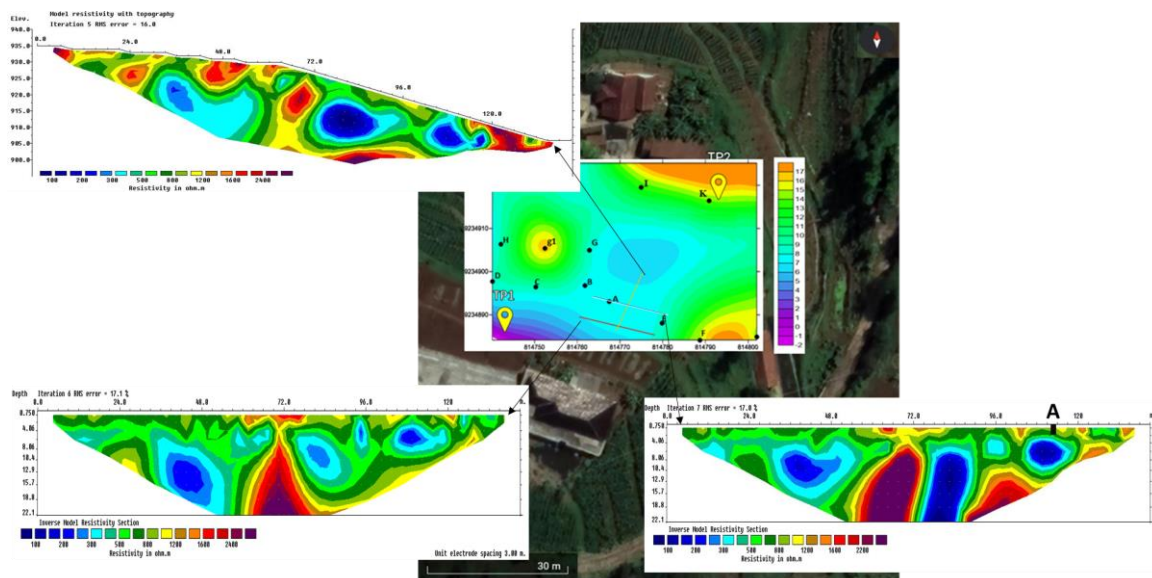 Model resistivity with topography
Elev. Iteration 5 RMS error = 16.0
940.0
935.0
930.0
925.0
920.0
915.0
910.0
905.0
900.0
0.0 24.0 48.0 72.0 96.0 120.0
100 200 300 500 800 1200 1600 2400
Resistivity in ohm.m
TP2
I
K
H
g1
G
D
C
B
A
TP1
E
F
9234910
9234900
9234890
814750 814760 814770 814780 814790 814800
17
16
15
14
13
12
11
10
9
8
7
6
5
4
3
2
1
0
-1
-2
Depth Iteration 6 RMS error = 17.1 %
0.0 24.0 48.0 72.0 96.0 120
0.750
4.06
6.06
10.4
12.9
15.7
18.8
22.1
Inverse Model Resistivity Section
100 200 300 500 800 1200 1600 2400
Resistivity in ohm.m
Unit electrode spacing 3.00 m.
30 m
Depth Iteration 7 RMS error = 17.0 %
A
0.0 24.0 48.0 72.0 96.0 120 m
0.750
4.06
6.06
10.4
12.9
15.7
18.8
22.1
Inverse Model Resistivity Section
100 200 300 500 800 1200 1600 2200
Resistivity in ohm.m